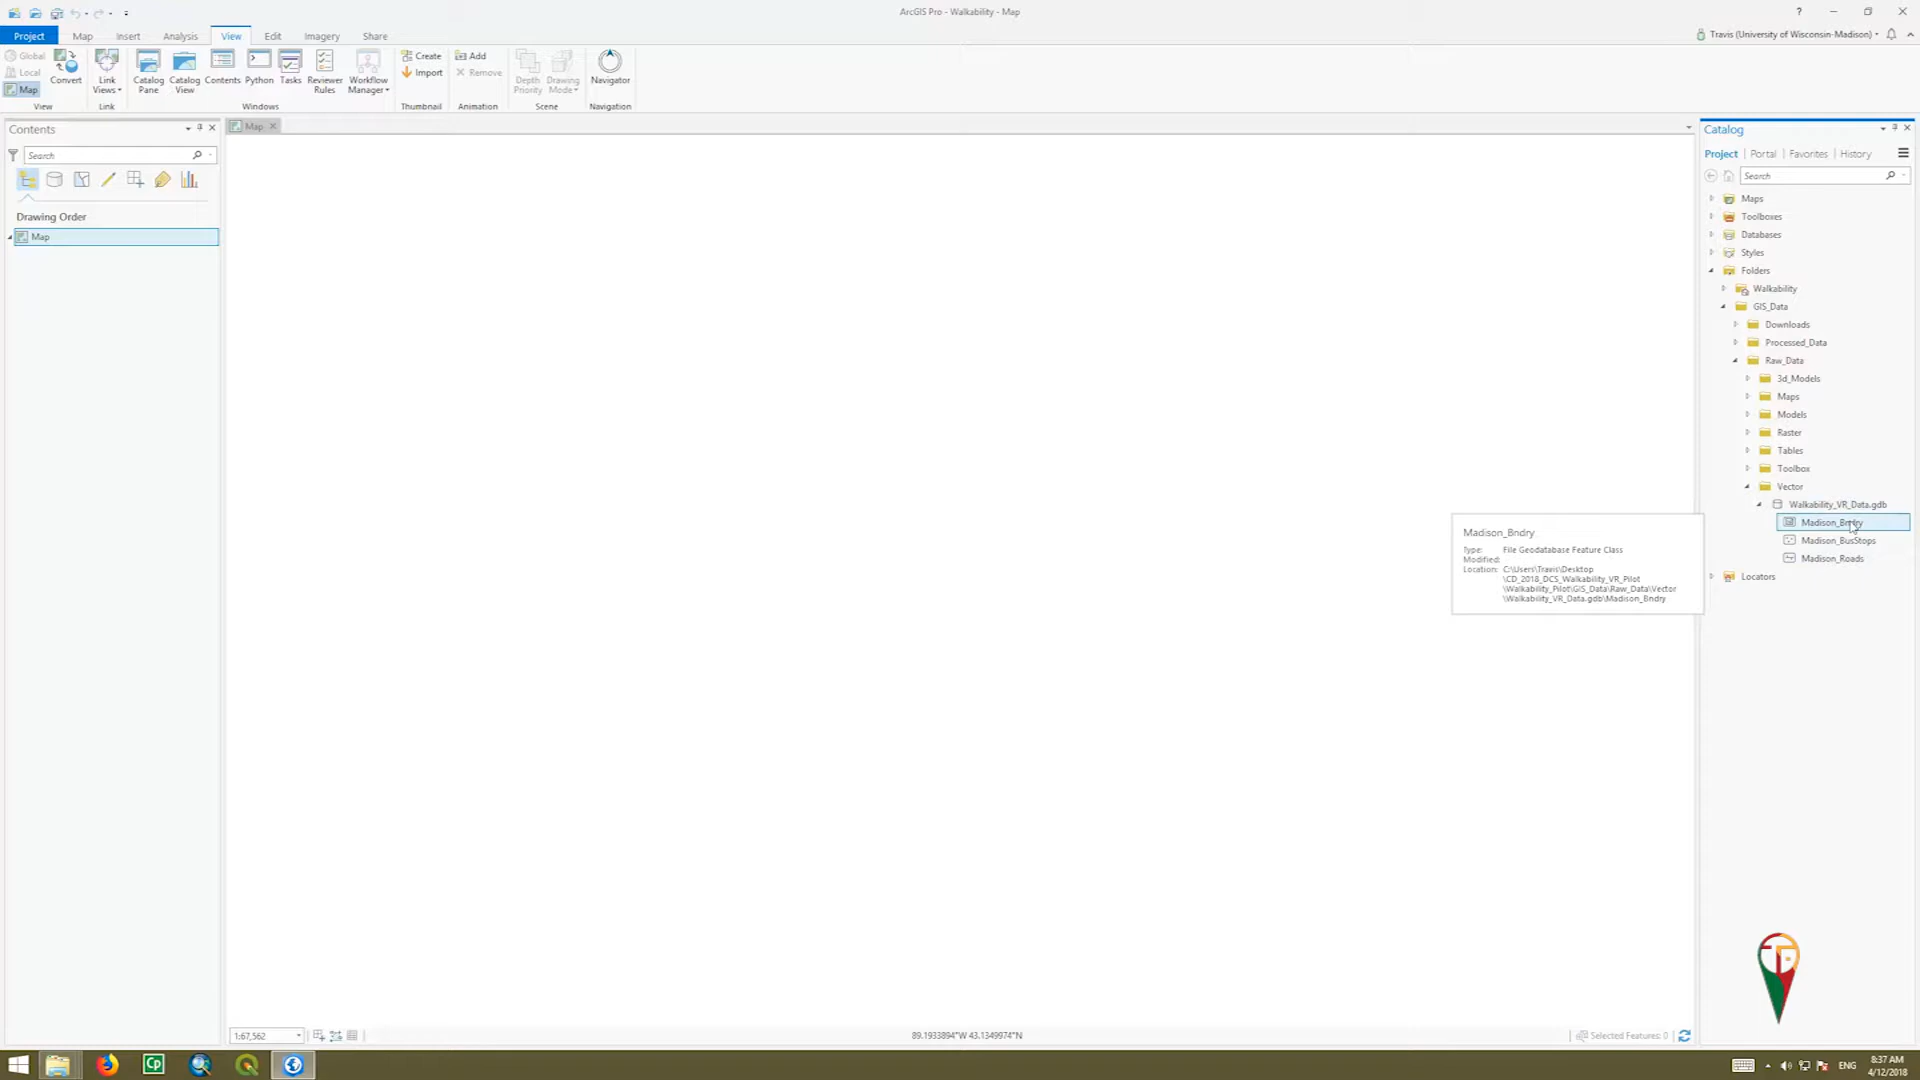 ArcGIS Pro - Walkability - Map
?
Project Map Insert Analysis View Edit Imagery Share
Travis (University of Wisconsin-Madison)
Global
Local
Map
Convert
Link Views
Catalog Pane
Catalog View
Contents
Python
Tasks
Reviewer Rules
Workflow Manager
Create
Import
Add
Remove
Depth Priority
Drawing Mode
Navigator
View Link Windows Thumbnail Animation Scene Navigation
Contents
Search
Drawing Order
Map
Map
Catalog
Project Portal Favorites History
Search
Maps
Toolboxes
Databases
Styles
Folders
Walkability
GIS_Data
Downloads
Processed_Data
Raw_Data
3d_Models
Maps
Models
Raster
Tables
Toolbox
Vector
Walkability_VR_Data.gdb
Madison_Bndry
Madison_BusStops
Madison_Roads
Locators
Madison_Bndry
Type: File Geodatabase Feature Class
Modified:
Location: C:\Users\Travis\Desktop
\CD_2018_DCS_Walkability_VR_Pilot
\Walkability_Pilot\GIS_Data\Raw_Data\Vector
\Walkability_VR_Data.gdb\Madison_Bndry
1:67,562
89.1933894°W 43.1349974°N
Selected Features: 0
Cp
ENG
8:37 AM
4/12/2018